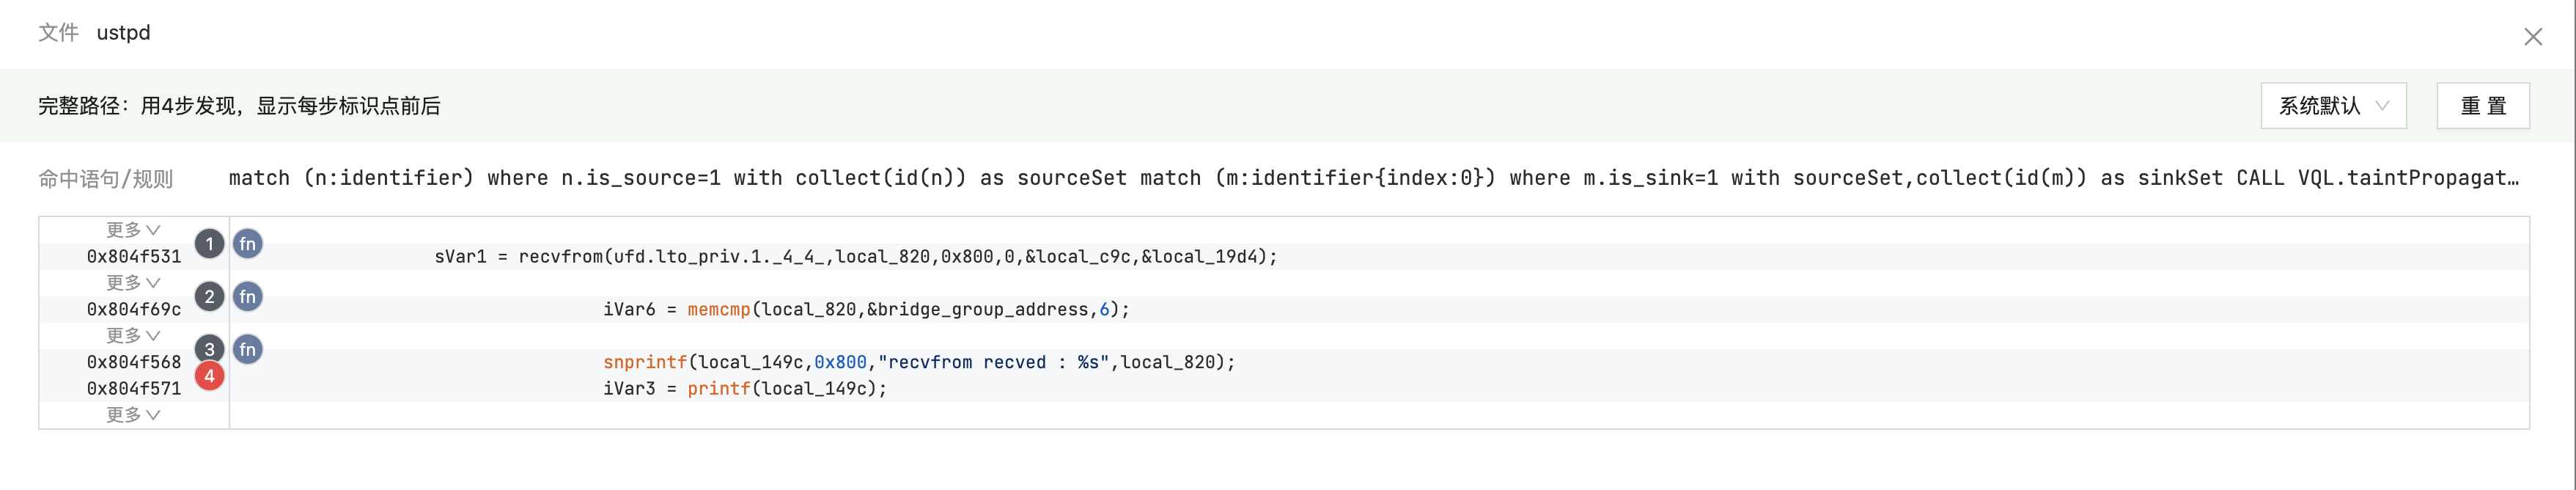 文件 ustpd
完整路径：用4步发现，显示每步标识点前后 系统默认 重 置
命中语句/规则 match (n:identifier) where n.is_source=1 with collect(id(n)) as sourceSet match (m:identifier{index:0}) where m.is_sink=1 with sourceSet,collect(id(m)) as sinkSet CALL VQL.taintPropagat…
更多
1 fn
0x804f531 sVar1 = recvfrom(ufd.lto_priv.1._4_4_,local_820,0x800,0,&local_c9c,&local_19d4);
更多
2 fn
0x804f69c iVar6 = memcmp(local_820,&bridge_group_address,6);
更多
3 fn
0x804f568 snprintf(local_149c,0x800,"recvfrom recved : %s",local_820);
4
0x804f571 iVar3 = printf(local_149c);
更多